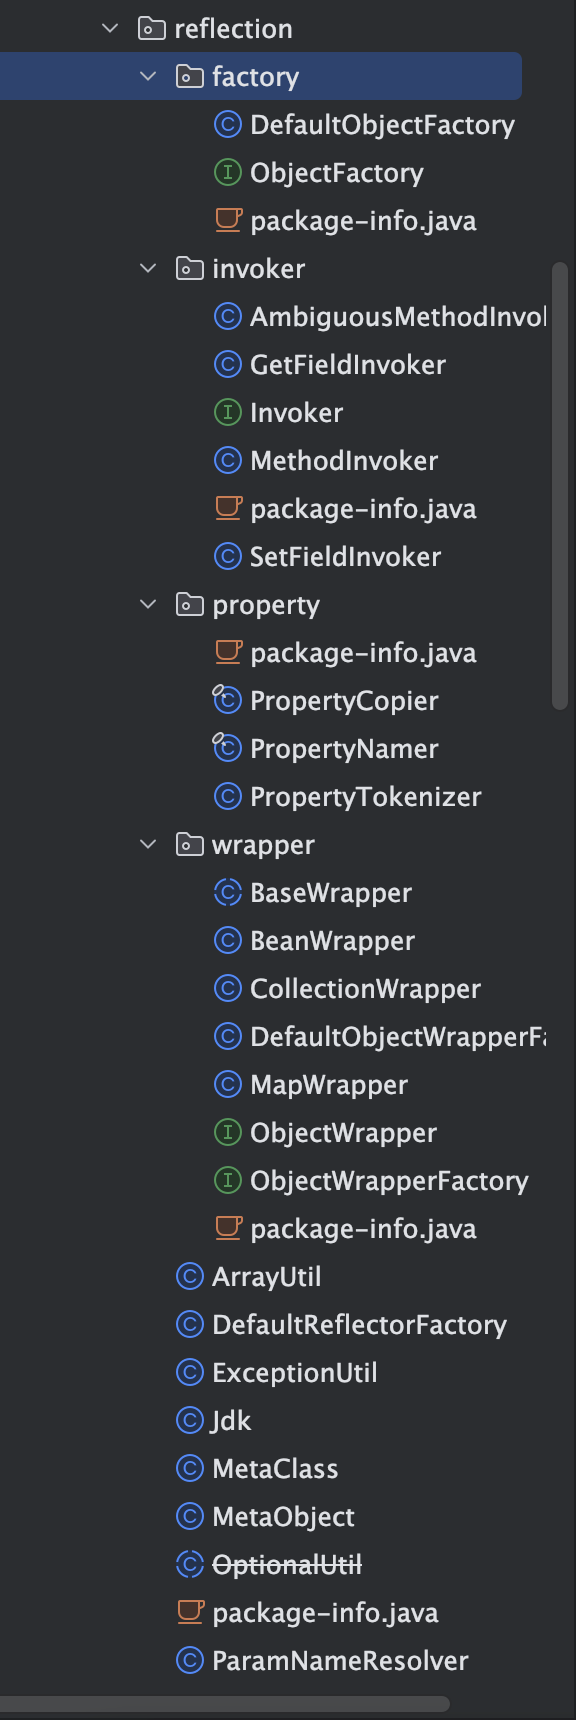 reflection
factory
DefaultObjectFactory
ObjectFactory
package-info.java
invoker
AmbiguousMethodInvo
GetFieldInvoker
Invoker
MethodInvoker
package-info.java
SetFieldInvoker
property
package-info.java
PropertyCopier
PropertyNamer
PropertyTokenizer
wrapper
BaseWrapper
BeanWrapper
CollectionWrapper
DefaultObjectWrapperFa
MapWrapper
ObjectWrapper
ObjectWrapperFactory
package-info.java
ArrayUtil
DefaultReflectorFactory
ExceptionUtil
Jdk
MetaClass
MetaObject
OptionalUtil
package-info.java
ParamNameResolver